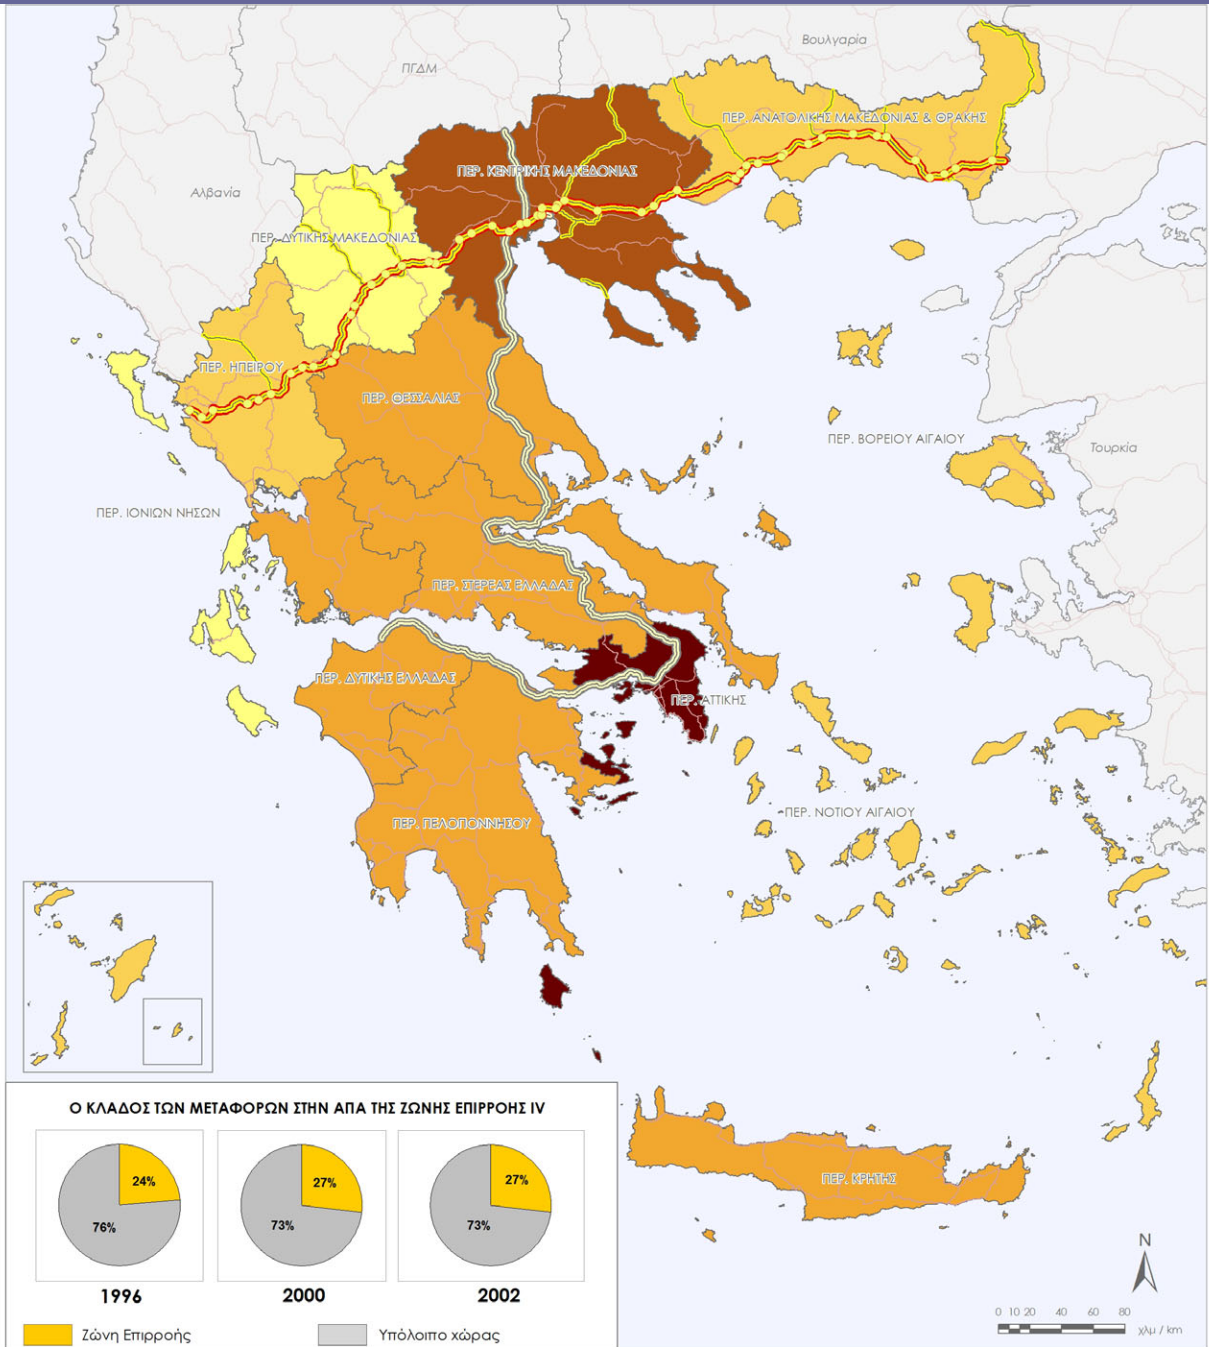 Βουλγαρία
ΠΓΔΜ
ΠΕΡ. ΑΝΑΤΟΛΙΚΗΣ ΜΑΚΕΔΟΝΙΑΣ & ΘΡΑΚΗΣ
ΠΕΡ. ΚΕΝΤΡΙΚΗΣ ΜΑΚΕΔΟΝΙΑΣ
Αλβανία
ΠΕΡ. ΔΥΤΙΚΗΣ ΜΑΚΕΔΟΝΙΑΣ
ΠΕΡ. ΗΠΕΙΡΟΥ
ΠΕΡ. ΘΕΣΣΑΛΙΑΣ
ΠΕΡ. ΒΟΡΕΙΟΥ ΑΙΓΑΙΟΥ
Τουρκία
ΠΕΡ. ΙΟΝΙΩΝ ΝΗΣΩΝ
ΠΕΡ. ΣΤΕΡΕΑΣ ΕΛΛΑΔΑΣ
ΠΕΡ. ΔΥΤΙΚΗΣ ΕΛΛΑΔΑΣ
ΠΕΡ. ΑΤΤΙΚΗΣ
ΠΕΡ. ΝΟΤΙΟΥ ΑΙΓΑΙΟΥ
ΠΕΡ. ΠΕΛΟΠΟΝΝΗΣΟΥ
Ο ΚΛΑΔΟΣ ΤΩΝ ΜΕΤΑΦΟΡΩΝ ΣΤΗΝ ΑΠΑ ΤΗΣ ΖΩΝΗΣ ΕΠΙΡΡΟΗΣ IV
24%
76%
27%
73%
27%
73%
1996
2000
2002
Ζώνη Επιρροής
Υπόλοιπο χώρας
ΠΕΡ. ΚΡΗΤΗΣ
N
0 10 20 40 60 80
χλμ / km